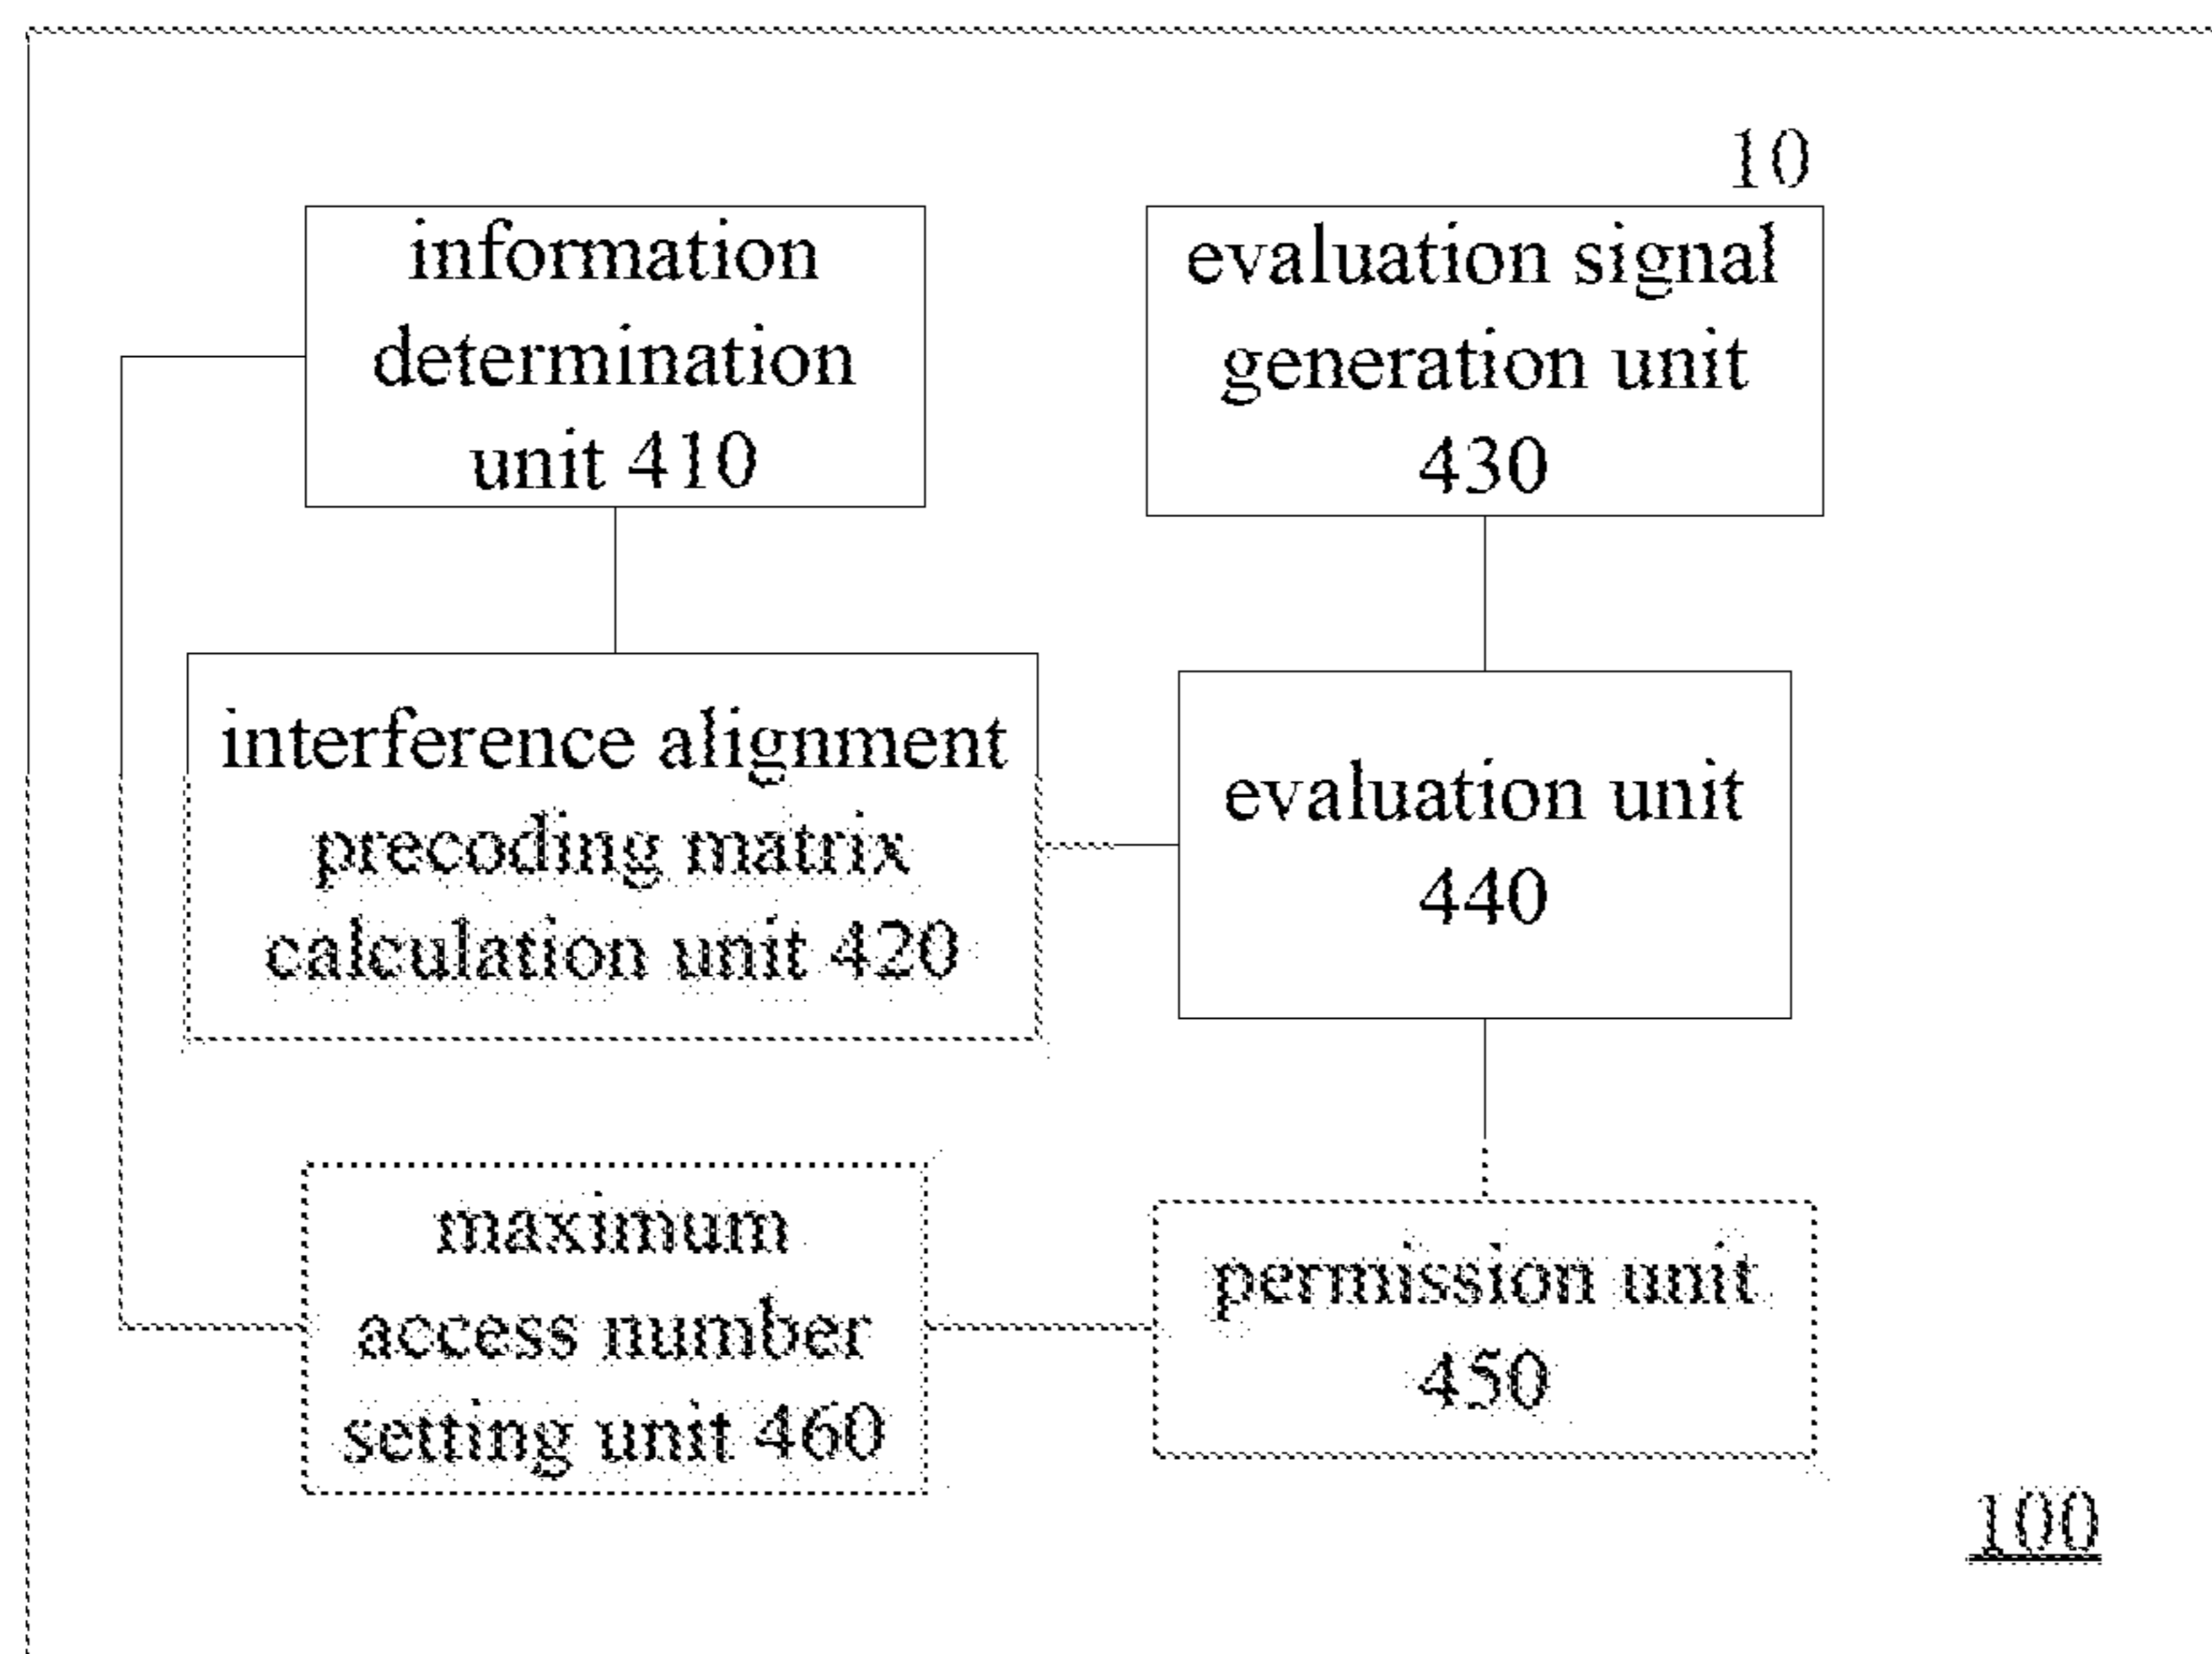 10
information
determination
unit 410
evaluation signal
generation unit
430
interference alignment
precoding matrix
calculation unit 420
evaluation unit
440
maximum
access number
setting unit 460
permission unit
450
100